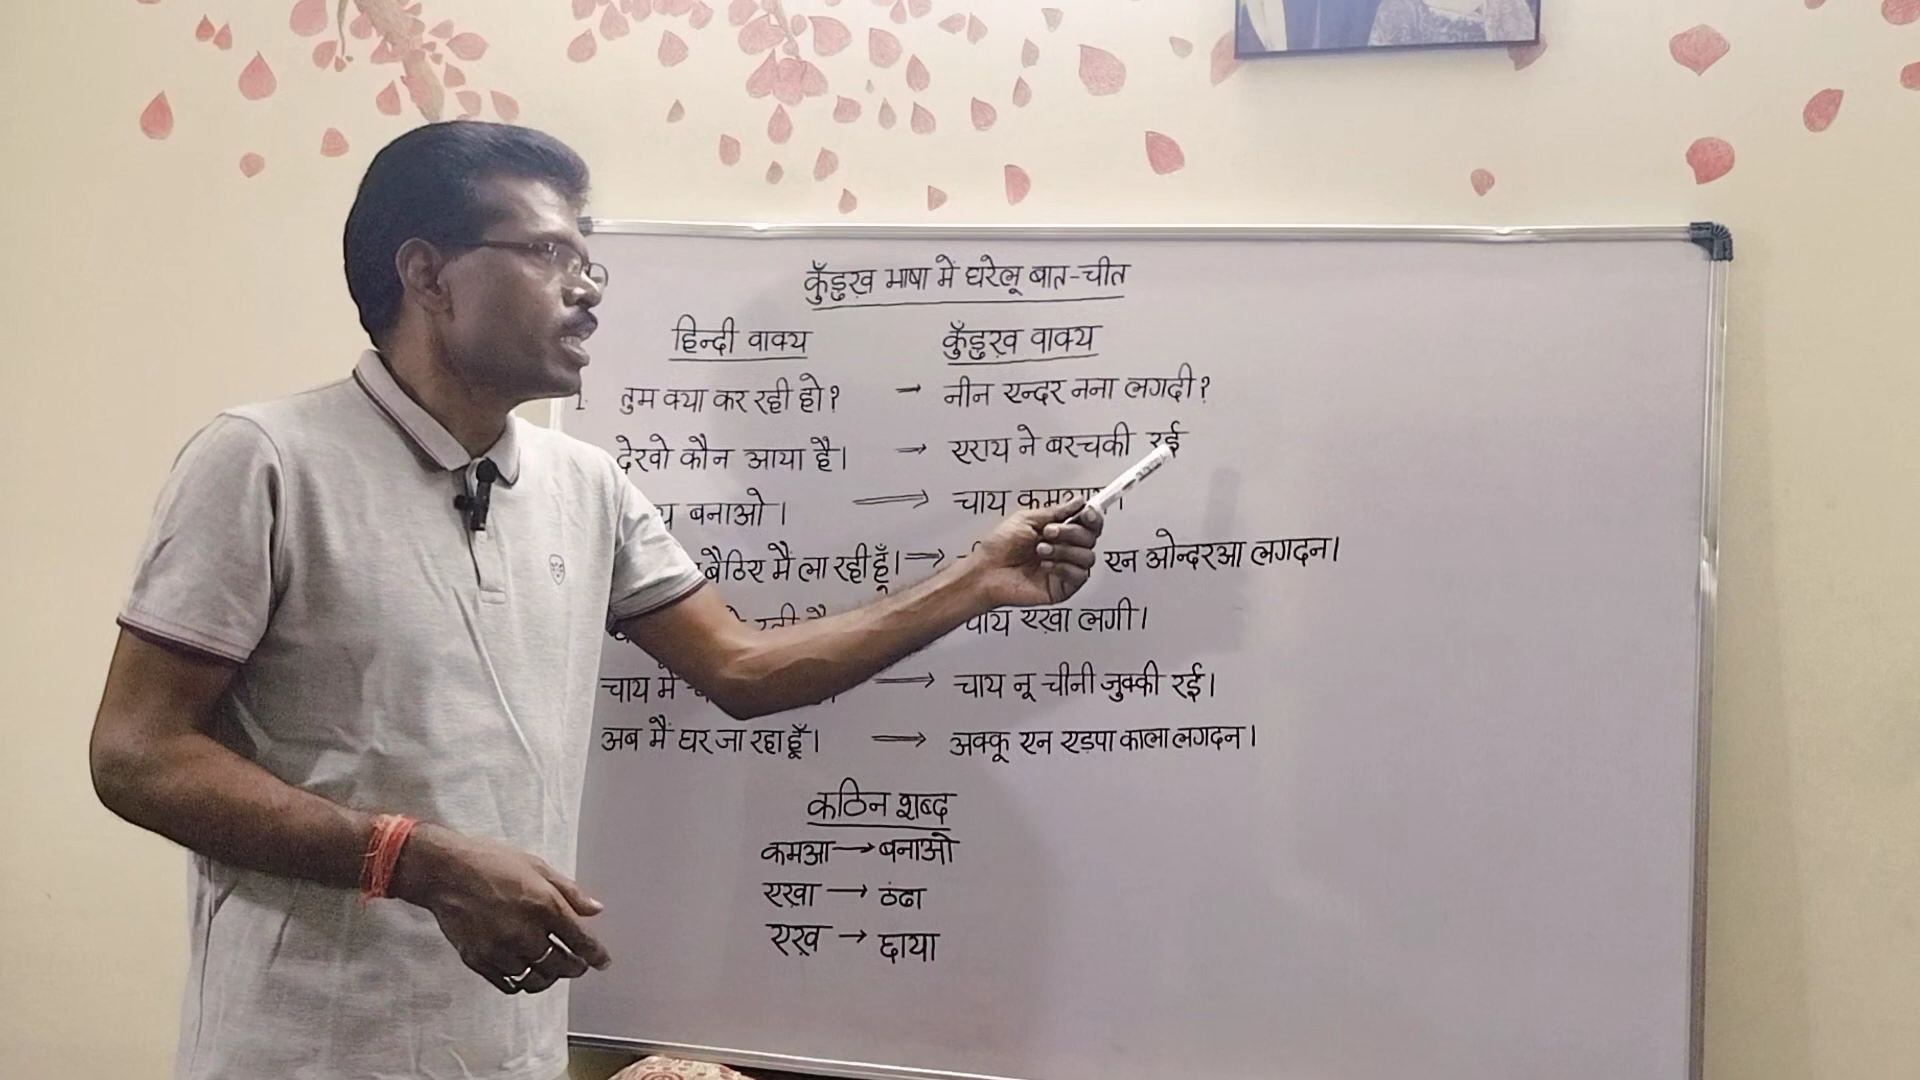 कुँड़ुख़ भाषा में घरेलू बात-चीत
हिन्दी वाक्य कुँड़ुख़ वाक्य
1. तुम क्या कर रही हो? → नीन एन्दर नना लगदी?
देखो कौन आया है। → एराय ने बरचकी रई
बनाओ। ⟹ चाय
बैठिए मैं ला रही हूँ। ⟹ एन ओन्दरआ लगदन।
चाय एख़ा लगी।
चाय में ⟶ चाय नू चीनी जुक्की रई।
अब मैं घर जा रहा हूँ। ⟶ अक्कू एन एड़पा काला लगदन।
कठिन शब्द
कमआ → बनाओ
एख़ा → ठंढा
एख़ → छाया